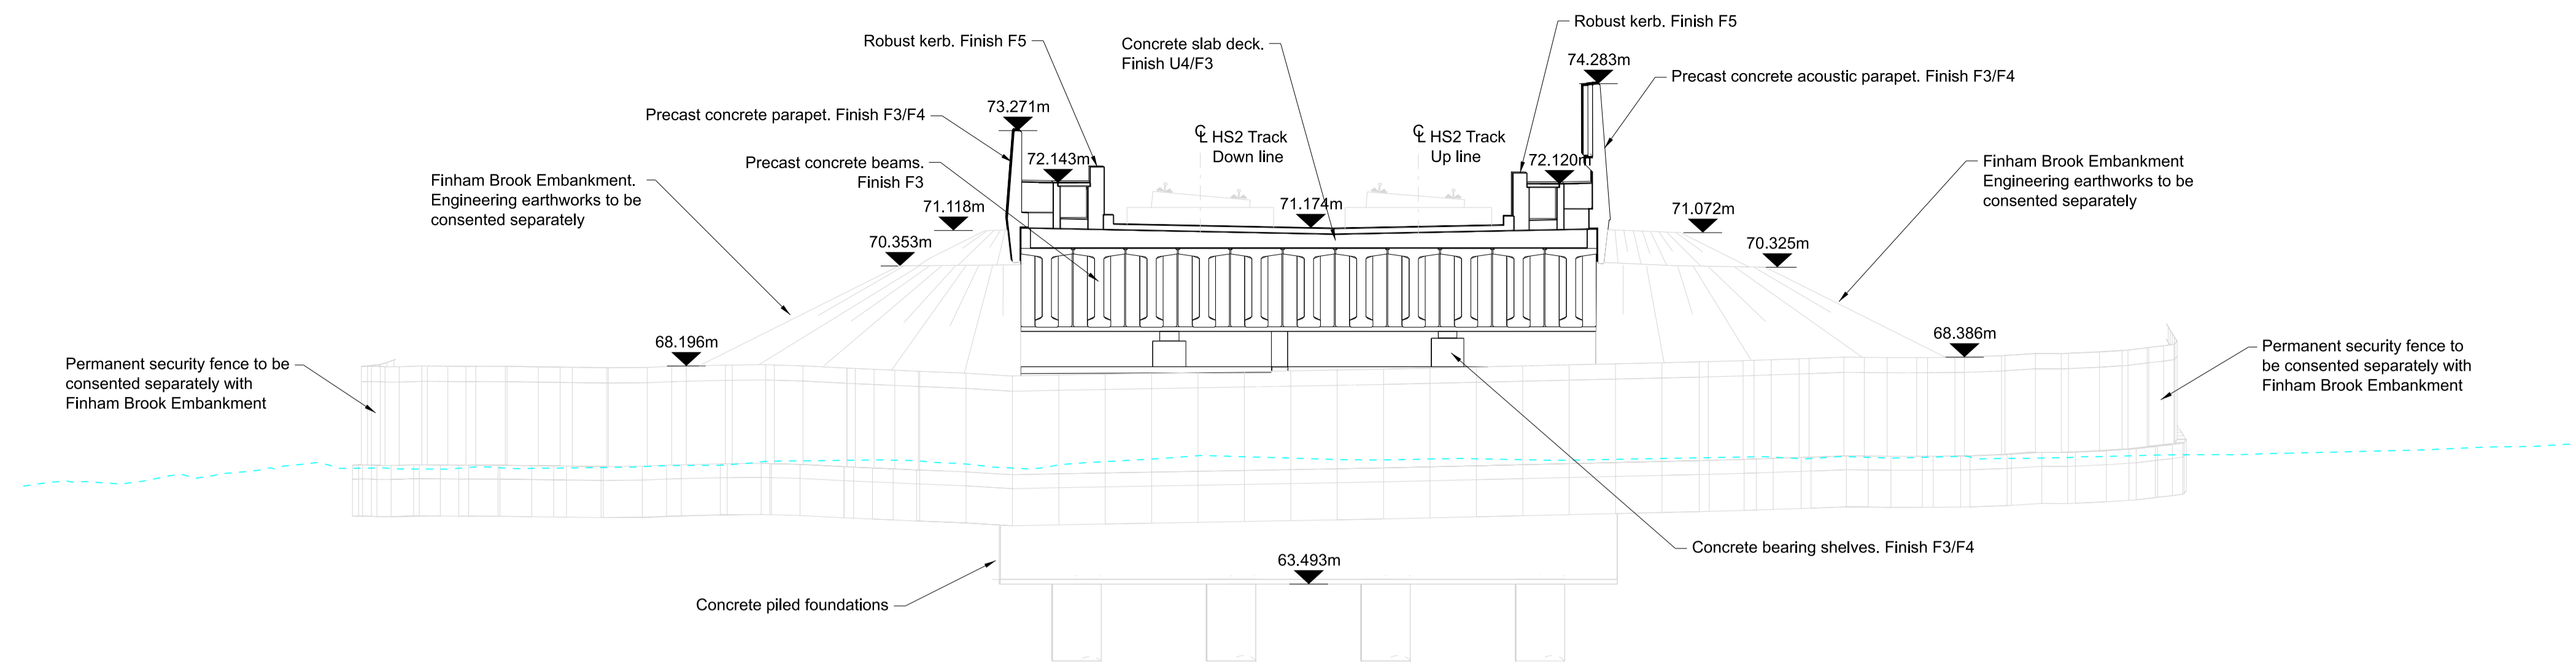 Robust kerb. Finish F5
Robust kerb. Finish F5
Concrete slab deck.
Finish U4/F3
74.283m
Precast concrete acoustic parapet. Finish F3/F4
73.271m
Precast concrete parapet. Finish F3/F4
℄ HS2 Track
Down line
℄ HS2 Track
Up line
Precast concrete beams.
Finish F3
72.143m
72.120m
Finham Brook Embankment
Engineering earthworks to be
consented separately
Finham Brook Embankment.
Engineering earthworks to be
consented separately
71.118m
71.174m
71.072m
70.353m
70.325m
68.196m
68.386m
Permanent security fence to be
consented separately with
Finham Brook Embankment
Permanent security fence to
be consented separately with
Finham Brook Embankment
Concrete bearing shelves. Finish F3/F4
63.493m
Concrete piled foundations